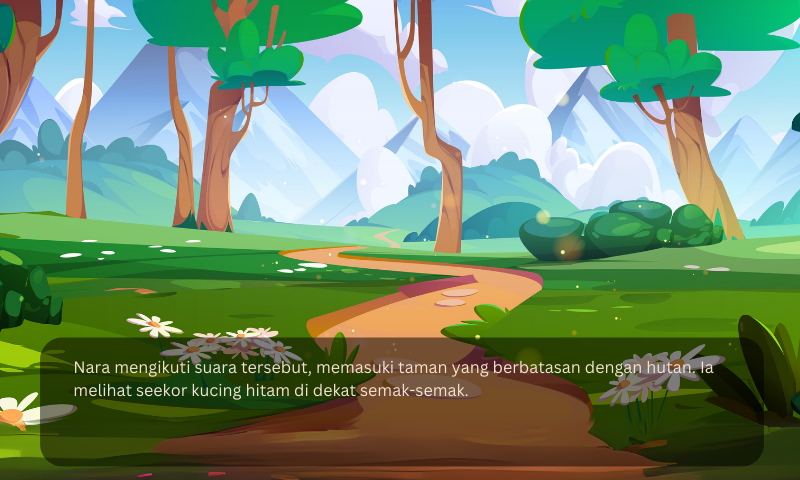 Nara mengikuti suara tersebut, memasuki taman yang berbatasan dengan hutan. Ia
melihat seekor kucing hitam di dekat semak-semak.